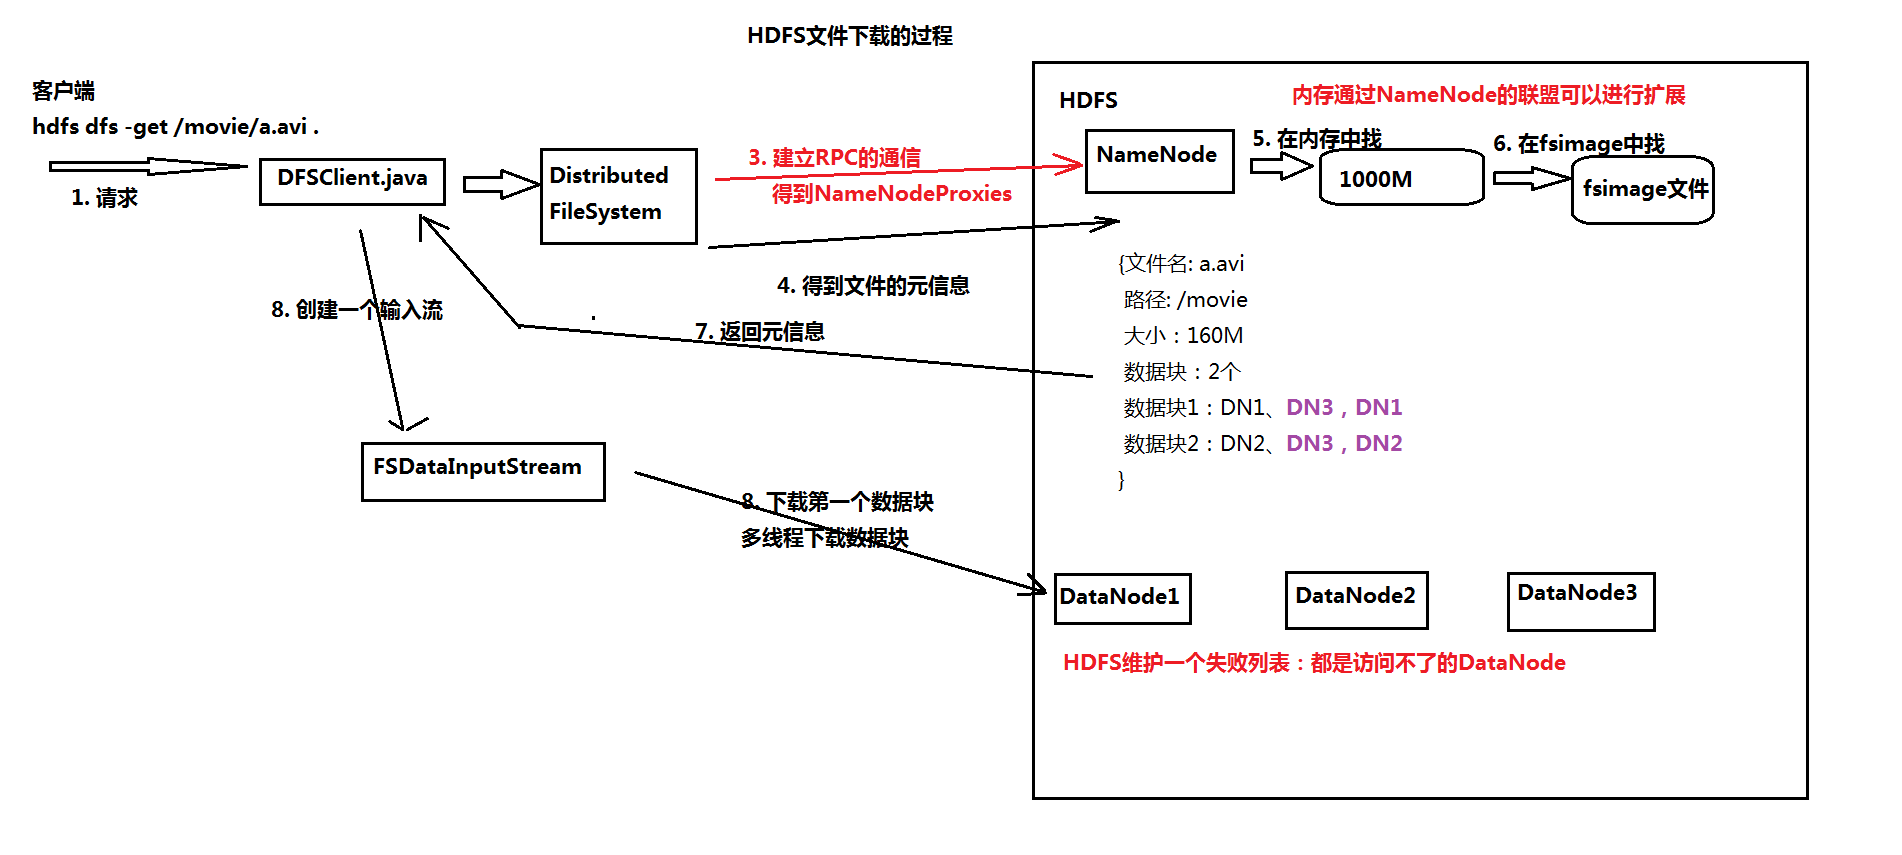 HDFS文件下载的过程
客户端
hdfs dfs -get /movie/a.avi .
1. 请求
DFSClient.java
Distributed
FileSystem
3. 建立RPC的通信
得到NameNodeProxies
4. 得到文件的元信息
HDFS
内存通过NameNode的联盟可以进行扩展
NameNode
5. 在内存中找
1000M
6. 在fsimage中找
fsimage文件
{文件名: a.avi
路径: /movie
大小：160M
数据块：2个
数据块1：DN1、DN3，DN1
数据块2：DN2、DN3，DN2
}
7. 返回元信息
8. 创建一个输入流
FSDataInputStream
8. 下载第一个数据块
多线程下载数据块
DataNode1
DataNode2
DataNode3
HDFS维护一个失败列表：都是访问不了的DataNode